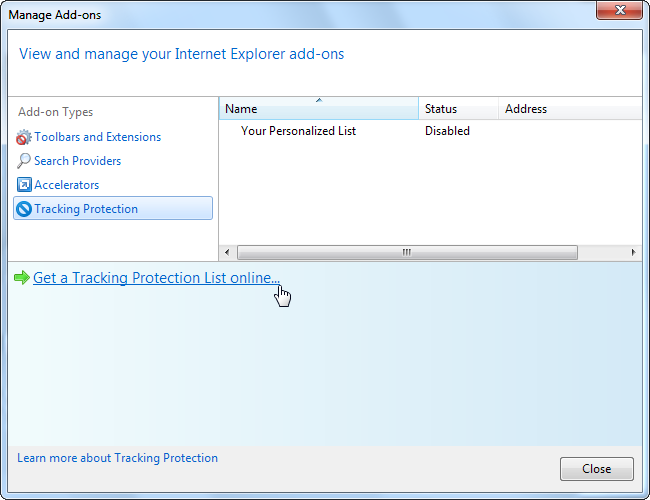 Manage Add-ons
View and manage your Internet Explorer add-ons
Add-on Types
Toolbars and Extensions
Search Providers
Accelerators
Tracking Protection
Name Status Address
Your Personalized List Disabled
Get a Tracking Protection List online...
Learn more about Tracking Protection
Close